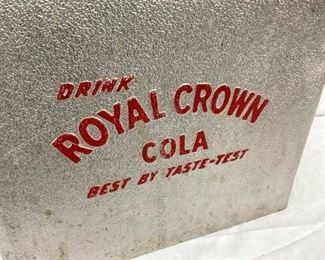 DRINK
ROYAL CROWN
COLA
BEST BY TASTE-TEST